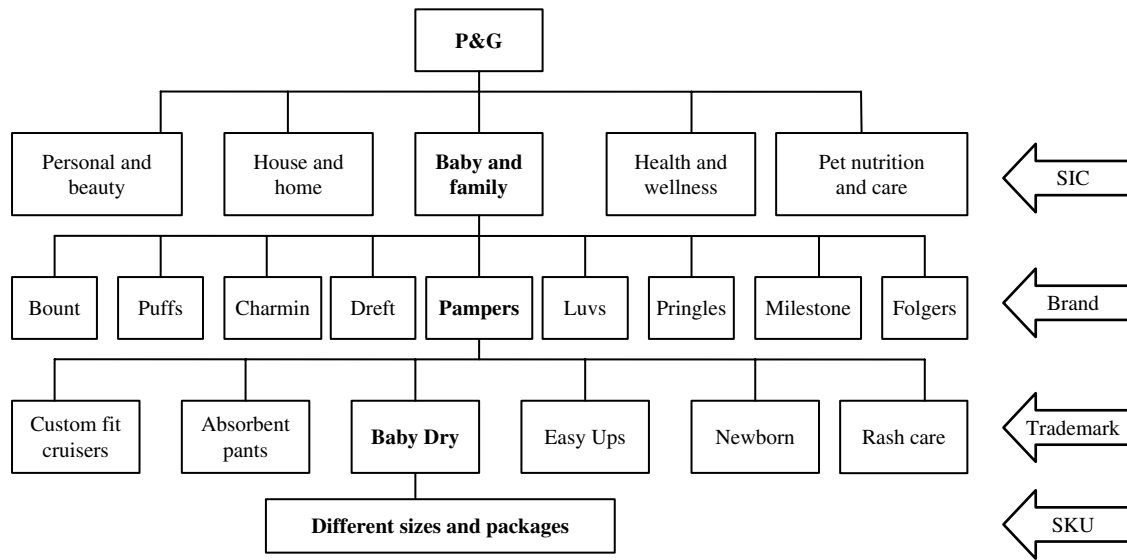 P&G
Personal and
beauty
House and
home
Baby and
family
Health and
wellness
Pet nutrition
and care
SIC
Bount
Puffs
Charmin
Dreft
Pampers
Luvs
Pringles
Milestone
Folgers
Brand
Custom fit
cruisers
Absorbent
pants
Baby Dry
Easy Ups
Newborn
Rash care
Trademark
Different sizes and packages
SKU